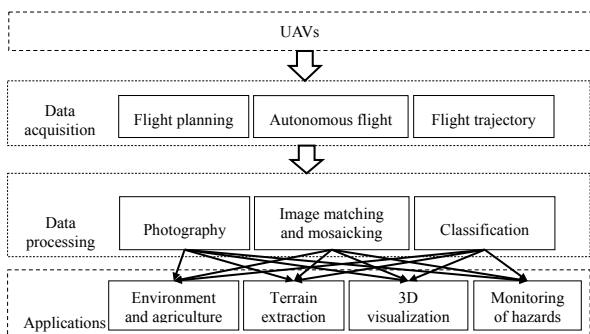 UAVs
Data
acquisition
Flight planning
Autonomous flight
Flight trajectory
Data
processing
Photography
Image matching
and mosaicking
Classification
Applications
Environment
and agriculture
Terrain
extraction
3D
visualization
Monitoring
of hazards